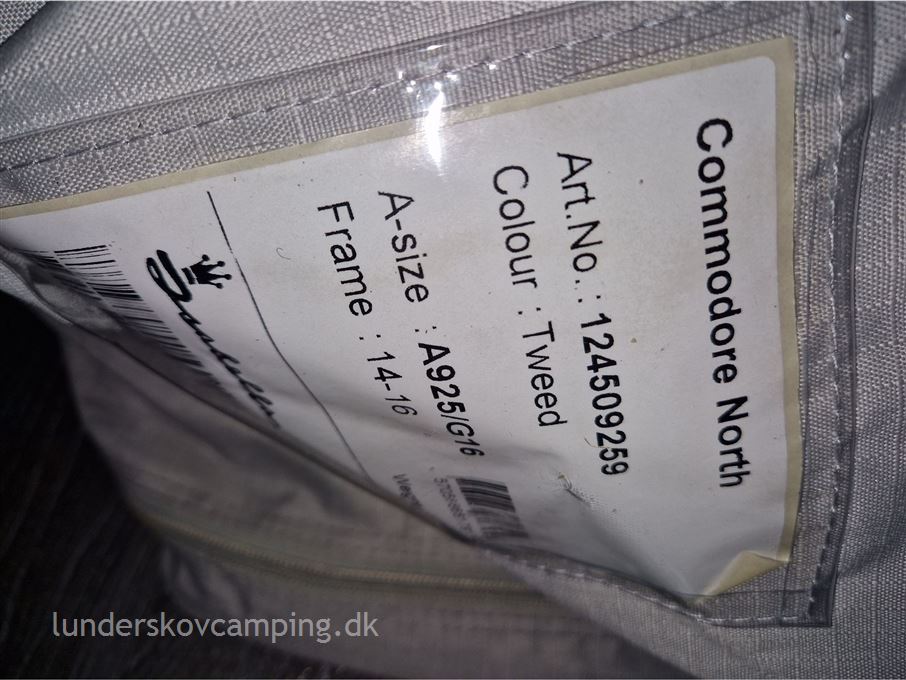 Commodore North
Art.No.: 124509259
Colour : Tweed
A-size : A925/G16
Frame : 14-16
lunderskovcamping.dk